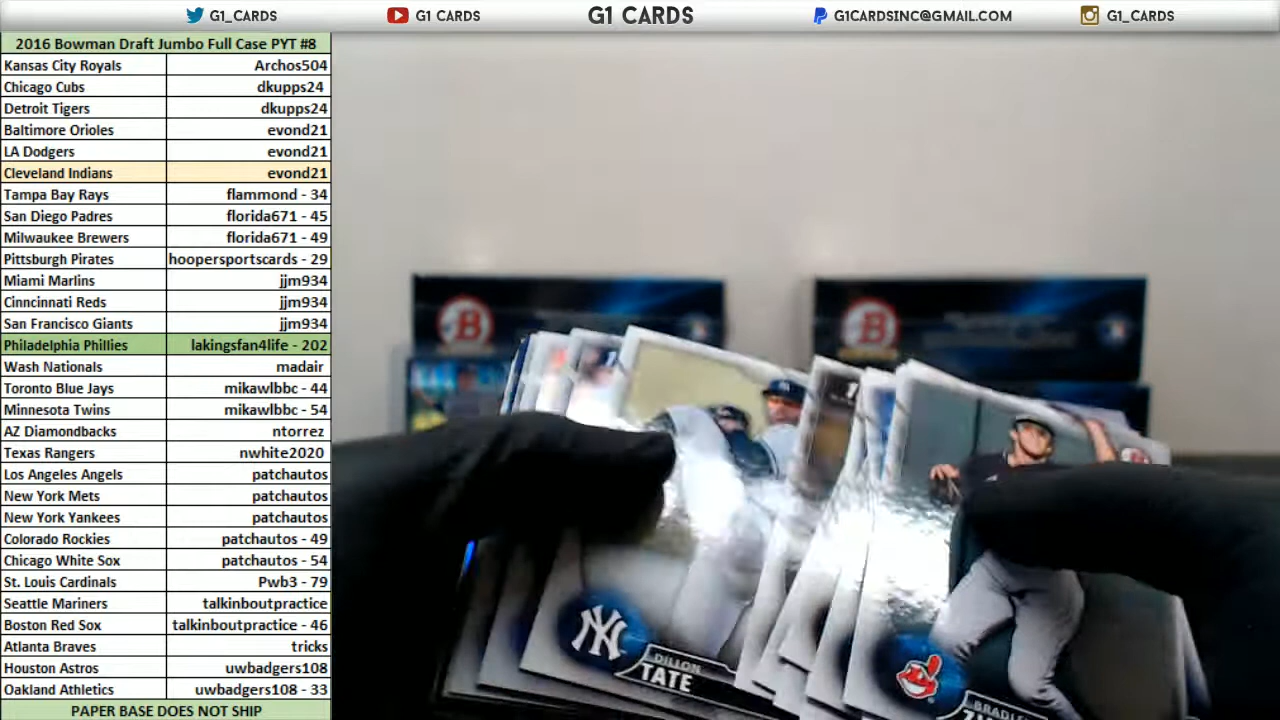 G1_CARDS G1 CARDS G1 CARDS G1CARDSINC@GMAIL.COM G1_CARDS
2016 Bowman Draft Jumbo Full Case PYT #8
Kansas City Royals Archos504
Chicago Cubs dkupps24
Detroit Tigers dkupps24
Baltimore Orioles evond21
LA Dodgers evond21
Cleveland Indians evond21
Tampa Bay Rays flammond - 34
San Diego Padres florida671 - 45
Milwaukee Brewers florida671 - 49
Pittsburgh Pirates hoopersportscards - 29
Miami Marlins jjm934
Cinncinnati Reds jjm934
San Francisco Giants jjm934
Philadelphia Phillies lakingsfan4life - 202
Wash Nationals madair
Toronto Blue Jays mikawlbbc - 44
Minnesota Twins mikawlbbc - 54
AZ Diamondbacks ntorrez
Texas Rangers nwhite2020
Los Angeles Angels patchautos
New York Mets patchautos
New York Yankees patchautos
Colorado Rockies patchautos - 49
Chicago White Sox patchautos - 54
St. Louis Cardinals Pwb3 - 79
Seattle Mariners talkinboutpractice
Boston Red Sox talkinboutpractice - 46
Atlanta Braves tricks
Houston Astros uwbadgers108
Oakland Athletics uwbadgers108 - 33
PAPER BASE DOES NOT SHIP
B
B
NY
DILLON
TATE